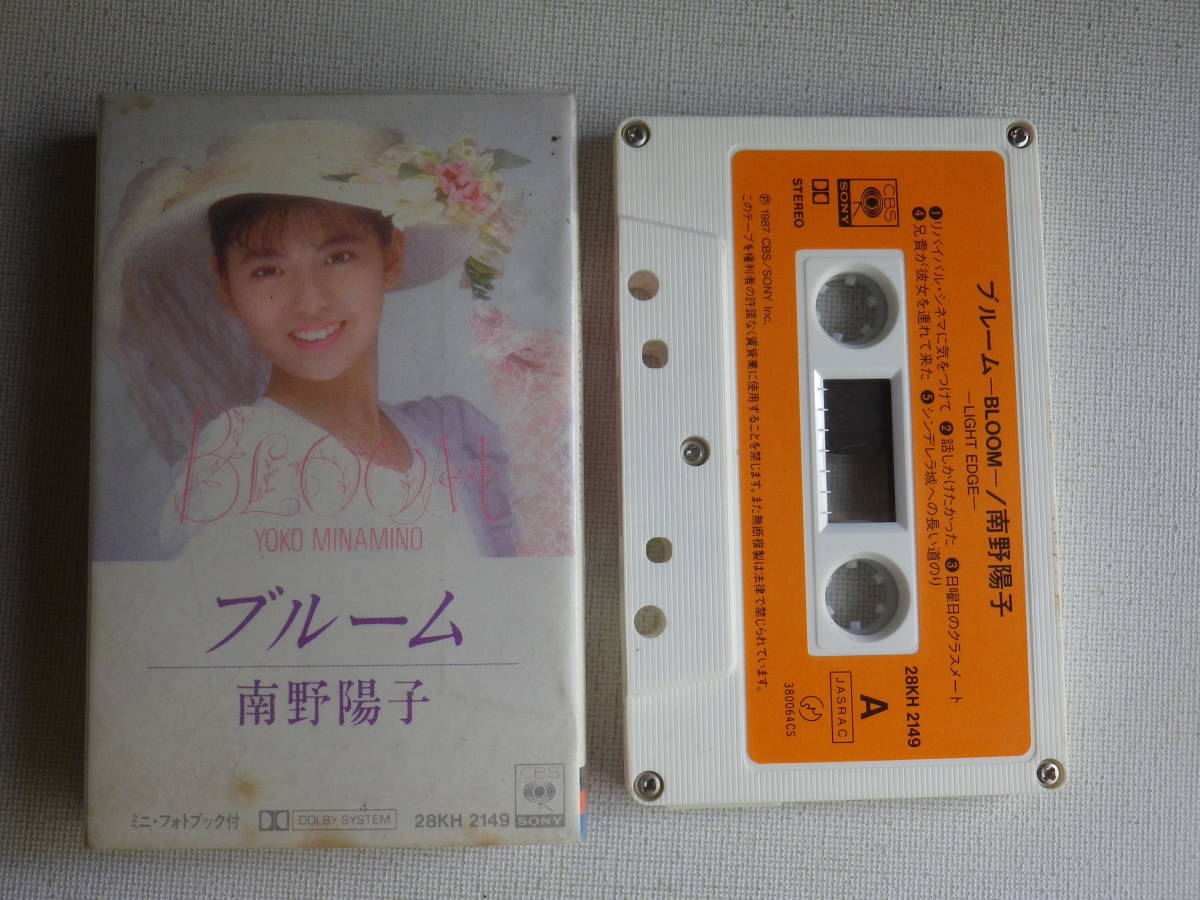 BLOOM
YOKO MINAMINO
ブルーム
南野陽子
ミニ・フォトブック付 DOLBY SYSTEM 28KH 2149 CBS SONY
ブルーム—BLOOM—/南野陽子
—LIGHT EDGE—
❶リバイバル・シネマに気をつけて ❷話しかけたかった ❸日曜日のクラスメート
❹兄貴が彼女を連れて来た ❺シンデレラ城への長い道のり
CBS SONY
STEREO
28KH 2149
A
JASRAC
380064CS
℗ 1987 CBS/SONY Inc.
このテープを権利者の許諾なく賃貸業に使用することを禁じます。また無断複製は法律で禁じられています。